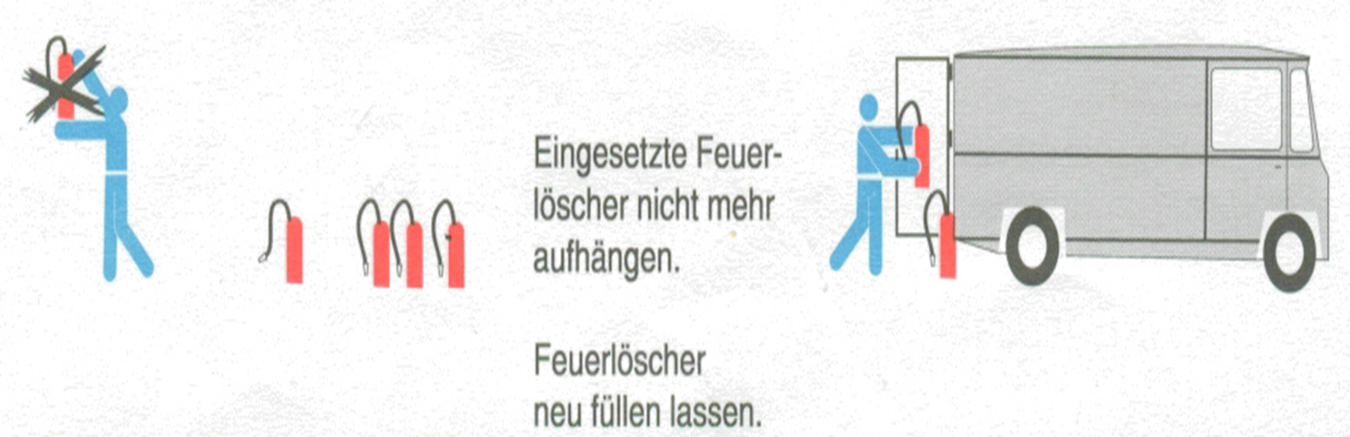 Eingesetzte Feuer-
löscher nicht mehr
aufhängen.
Feuerlöscher
neu füllen lassen.